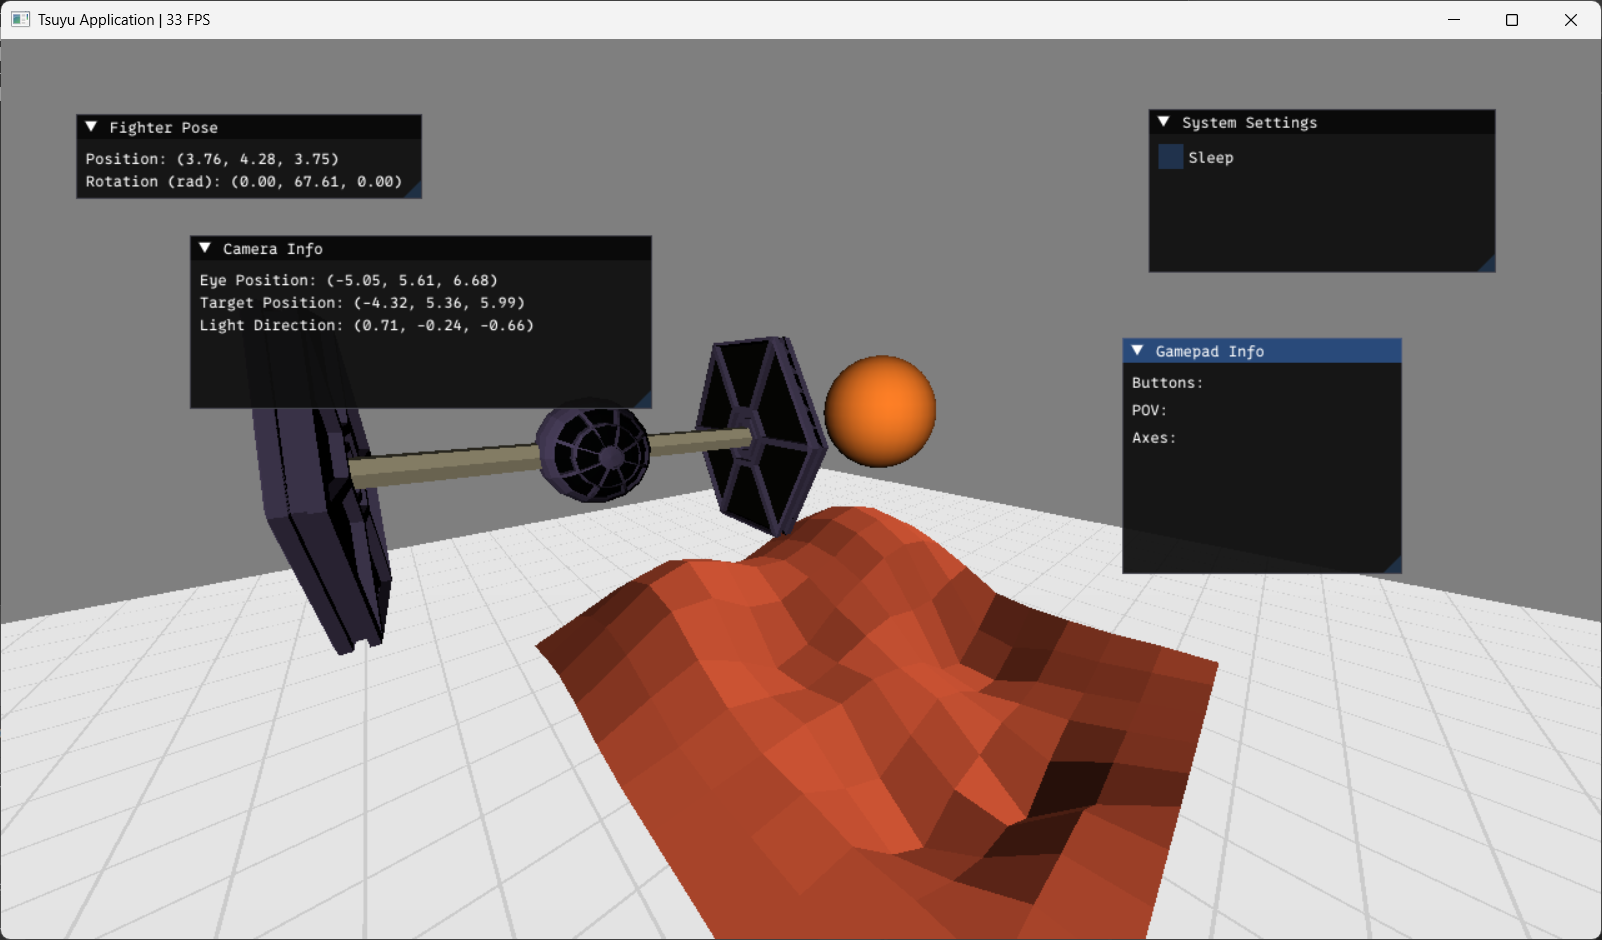 Tsuyu Application | 33 FPS
Fighter Pose
Position: (3.76, 4.28, 3.75)
Rotation (rad): (0.00, 67.61, 0.00)
Camera Info
Eye Position: (-5.05, 5.61, 6.68)
Target Position: (-4.32, 5.36, 5.99)
Light Direction: (0.71, -0.24, -0.66)
System Settings
Sleep
Gamepad Info
Buttons:
POV:
Axes: